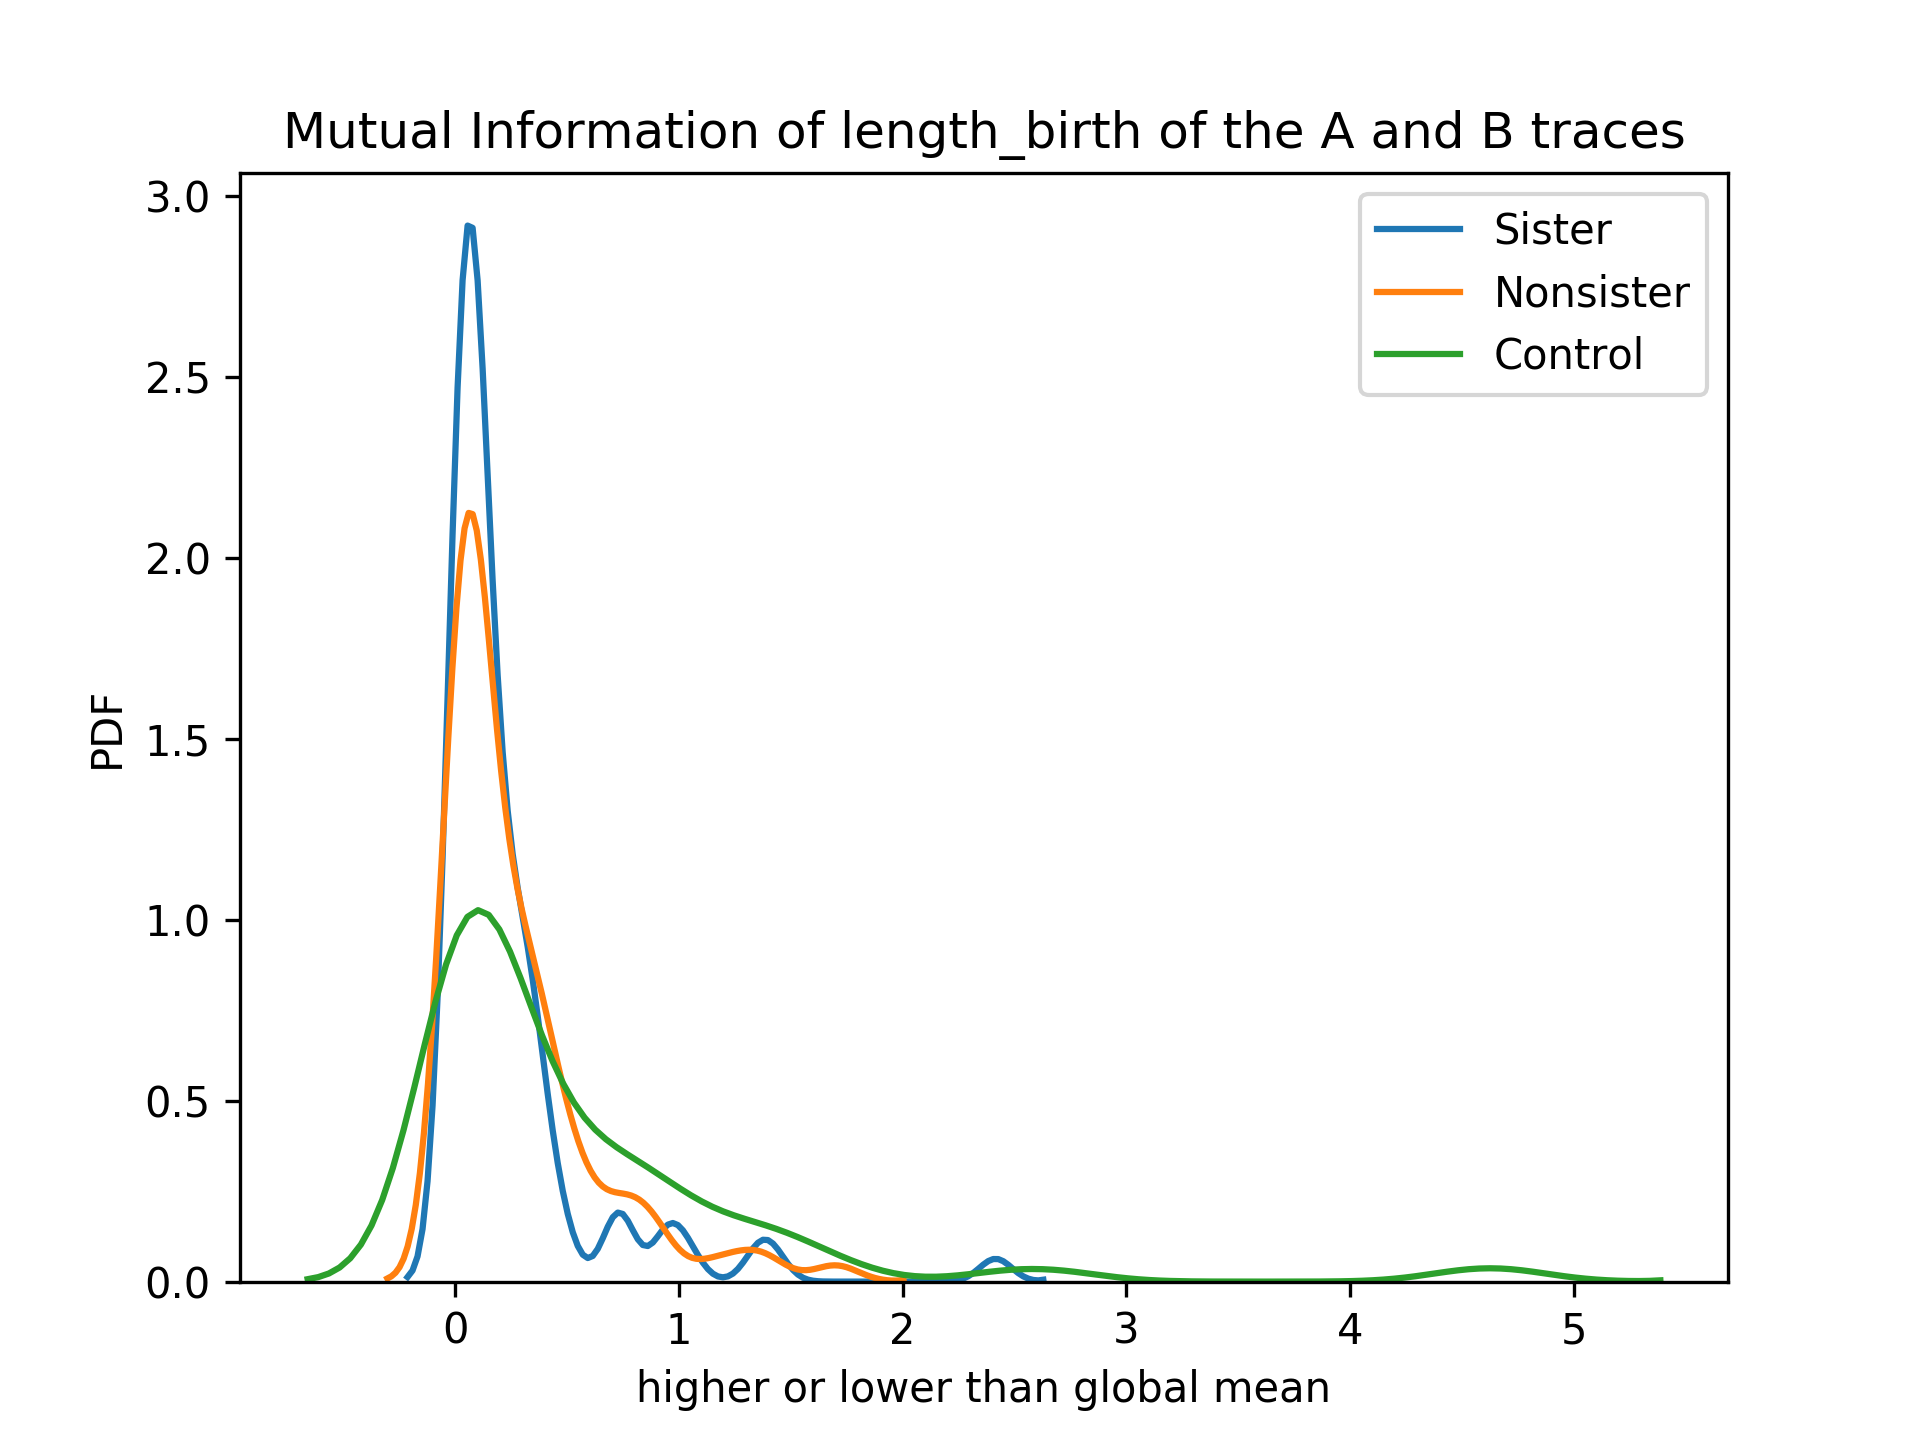 Mutual Information of length_birth of the A and B traces
Sister
Nonsister
Control
3.0
2.5
2.0
1.5
1.0
0.5
0.0
PDF
0 1 2 3 4 5
higher or lower than global mean